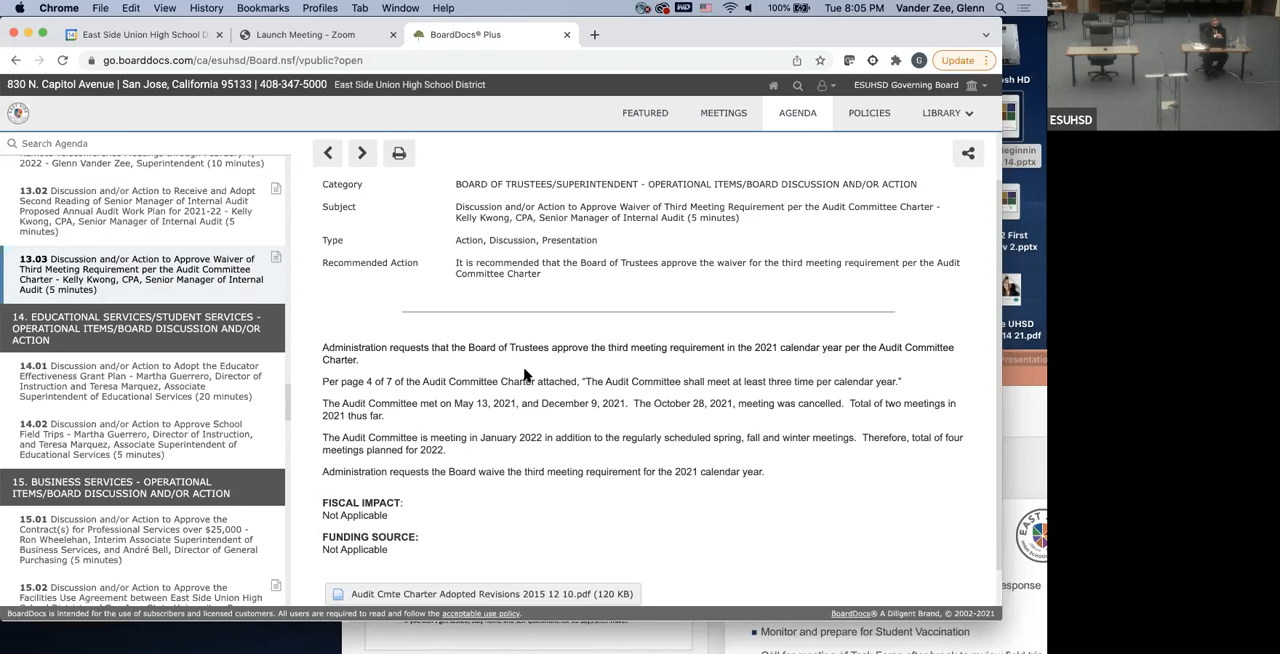 Chrome File Edit View History Bookmarks Profiles Tab Window Help 100% Tue 8:05 PM Vander Zee, Glenn
East Side Union High School D
Launch Meeting - Zoom
BoardDocs® Plus
go.boarddocs.com/ca/esuhsd/Board.nsf/vpublic?open
G
Update
830 N. Capitol Avenue | San Jose, California 95133 | 408-347-5000 East Side Union High School District
ESUHSD Governing Board
FEATURED MEETINGS AGENDA POLICIES LIBRARY
Search Agenda
2022 - Glenn Vander Zee, Superintendent (10 minutes)
13.02 Discussion and/or Action to Receive and Adopt
Second Reading of Senior Manager of Internal Audit
Proposed Annual Audit Work Plan for 2021-22 - Kelly
Kwong, CPA, Senior Manager of Internal Audit (5
minutes)
13.03 Discussion and/or Action to Approve Waiver of
Third Meeting Requirement per the Audit Committee
Charter - Kelly Kwong, CPA, Senior Manager of Internal
Audit (5 minutes)
14. EDUCATIONAL SERVICES/STUDENT SERVICES -
OPERATIONAL ITEMS/BOARD DISCUSSION AND/OR
ACTION
14.01 Discussion and/or Action to Adopt the Educator
Effectiveness Grant Plan - Martha Guerrero, Director of
Instruction and Teresa Marquez, Associate
Superintendent of Educational Services (20 minutes)
14.02 Discussion and/or Action to Approve School
Field Trips - Martha Guerrero, Director of Instruction,
and Teresa Marquez, Associate Superintendent of
Educational Services (5 minutes)
15. BUSINESS SERVICES - OPERATIONAL
ITEMS/BOARD DISCUSSION AND/OR ACTION
15.01 Discussion and/or Action to Approve the
Contract(s) for Professional Services over $25,000 -
Ron Wheelehan, Interim Associate Superintendent of
Business Services, and André Bell, Director of General
Purchasing (5 minutes)
15.02 Discussion and/or Action to Approve the
Facilities Use Agreement between East Side Union High
Category BOARD OF TRUSTEES/SUPERINTENDENT - OPERATIONAL ITEMS/BOARD DISCUSSION AND/OR ACTION
Subject Discussion and/or Action to Approve Waiver of Third Meeting Requirement per the Audit Committee Charter -
Kelly Kwong, CPA, Senior Manager of Internal Audit (5 minutes)
Type Action, Discussion, Presentation
Recommended Action It is recommended that the Board of Trustees approve the waiver for the third meeting requirement per the Audit
Committee Charter
Administration requests that the Board of Trustees approve the third meeting requirement in the 2021 calendar year per the Audit Committee
Charter.
Per page 4 of 7 of the Audit Committee Charter attached, "The Audit Committee shall meet at least three time per calendar year."
The Audit Committee met on May 13, 2021, and December 9, 2021. The October 28, 2021, meeting was cancelled. Total of two meetings in
2021 thus far.
The Audit Committee is meeting in January 2022 in addition to the regularly scheduled spring, fall and winter meetings. Therefore, total of four
meetings planned for 2022.
Administration requests the Board waive the third meeting requirement for the 2021 calendar year.
FISCAL IMPACT:
Not Applicable
FUNDING SOURCE:
Not Applicable
Audit Cmte Charter Adopted Revisions 2015 12 10.pdf (120 KB)
BoardDocs is intended for the use of subscribers and licensed customers. All users are required to read and follow the acceptable use policy.
BoardDocs® A Diligent Brand, © 2002-2021
ESUHSD
sh HD
14.pptx
2 First
v 2.pptx
e UHSD
14 21.pdf
esponse
Monitor and prepare for Student Vaccination